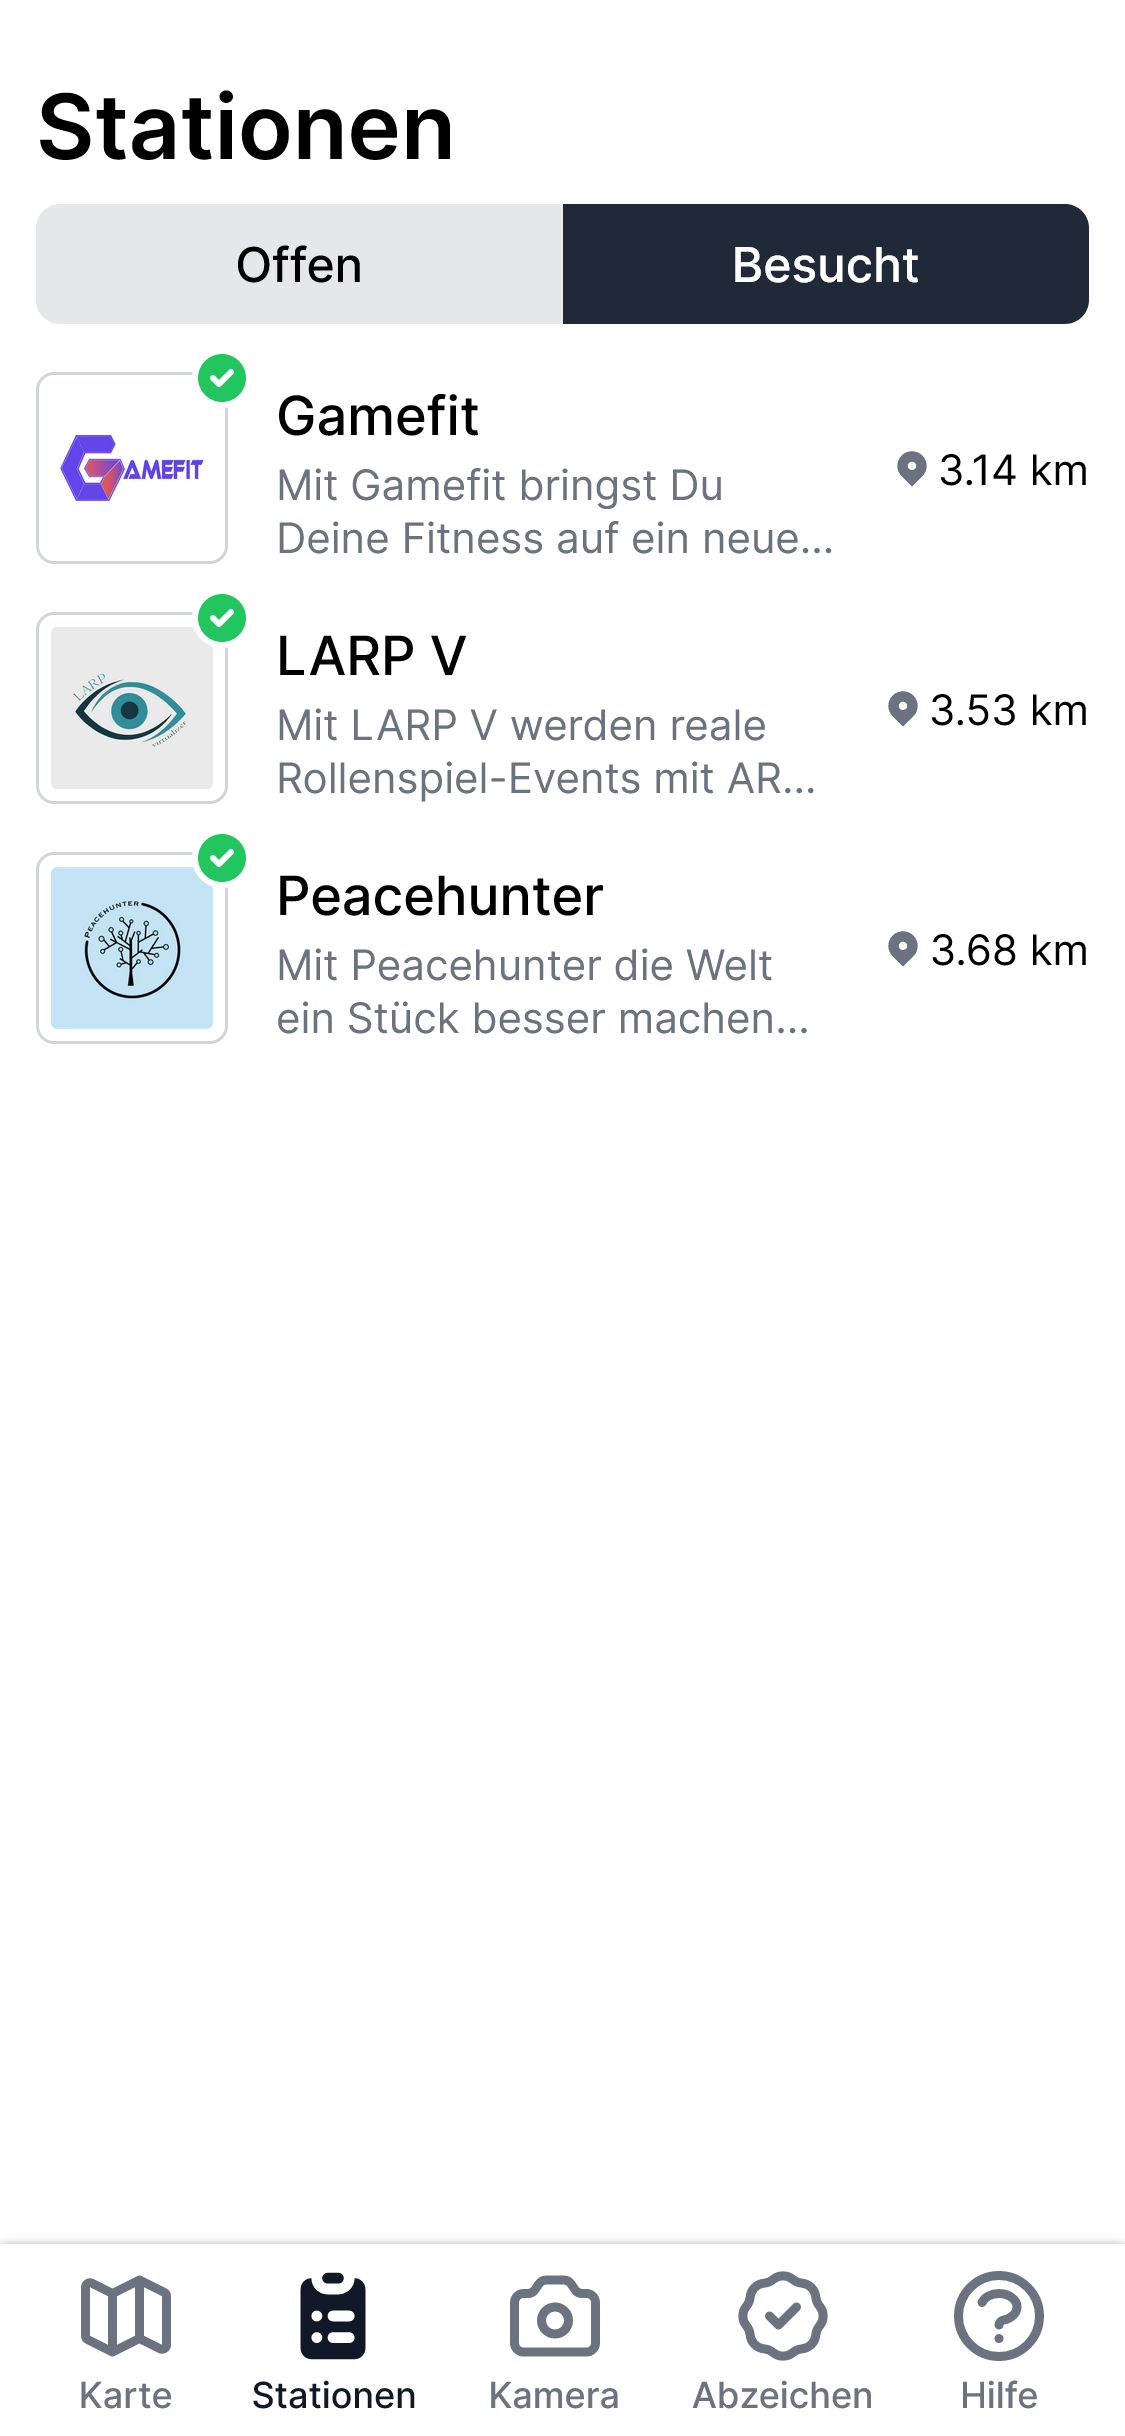 Stationen
Offen
Besucht
GAMEFIT
Gamefit
Mit Gamefit bringst Du
Deine Fitness auf ein neue...
3.14 km
LARP
virtualizer
LARP V
Mit LARP V werden reale
Rollenspiel-Events mit AR...
3.53 km
PEACEHUNTER
Peacehunter
Mit Peacehunter die Welt
ein Stück besser machen...
3.68 km
Karte
Stationen
Kamera
Abzeichen
Hilfe